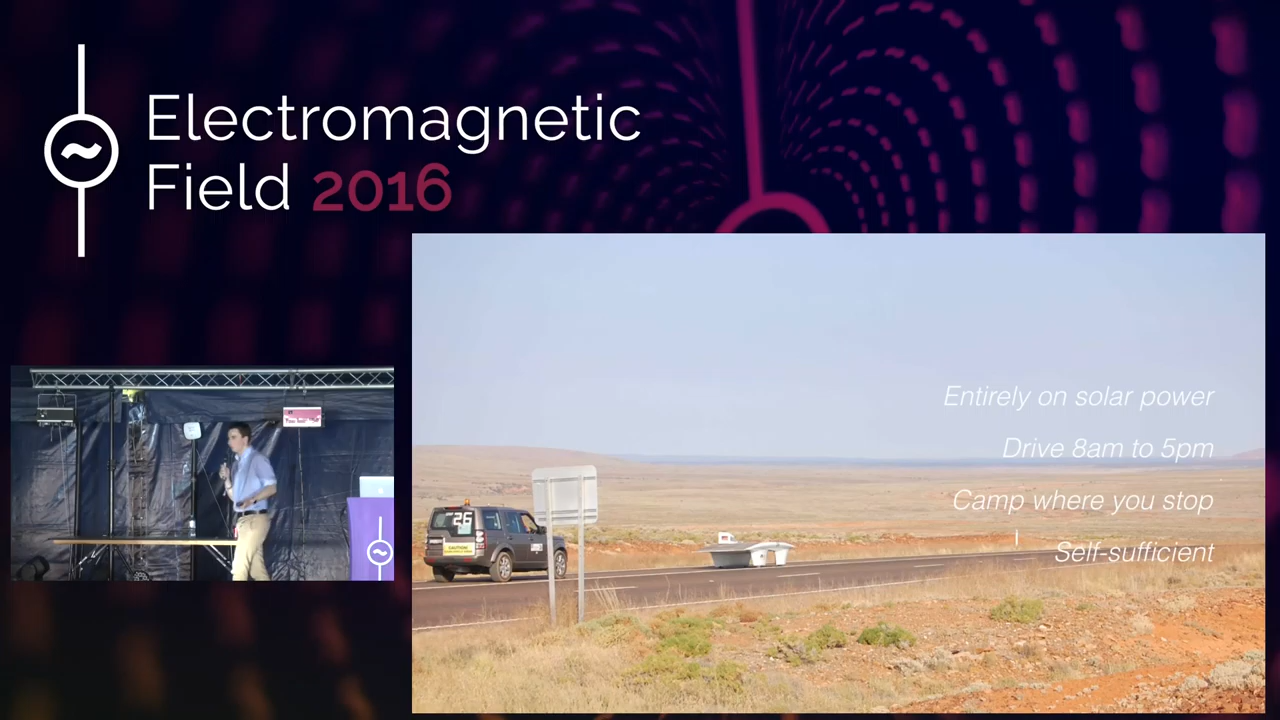 Electromagnetic
Field 2016
Entirely on solar power
Drive 8am to 5pm
Camp where you stop
Self-sufficient
26
CAUTION